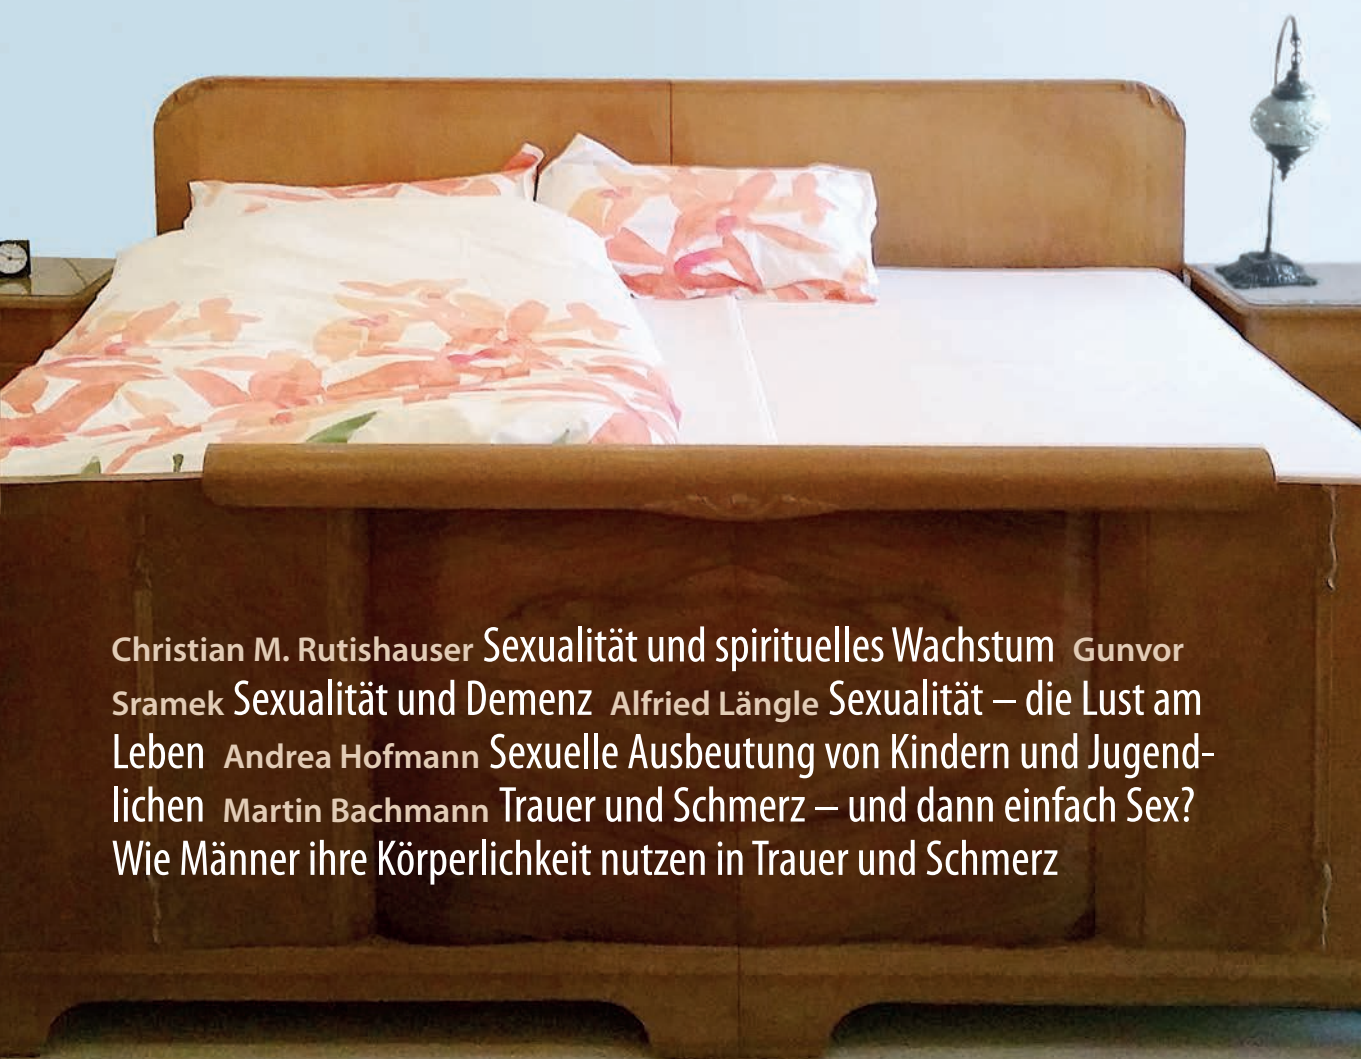 Christian M. Rutishauser Sexualität und spirituelles Wachstum Gunvor
Sramek Sexualität und Demenz Alfried Längle Sexualität – die Lust am
Leben Andrea Hofmann Sexuelle Ausbeutung von Kindern und Jugend-
lichen Martin Bachmann Trauer und Schmerz – und dann einfach Sex?
Wie Männer ihre Körperlichkeit nutzen in Trauer und Schmerz